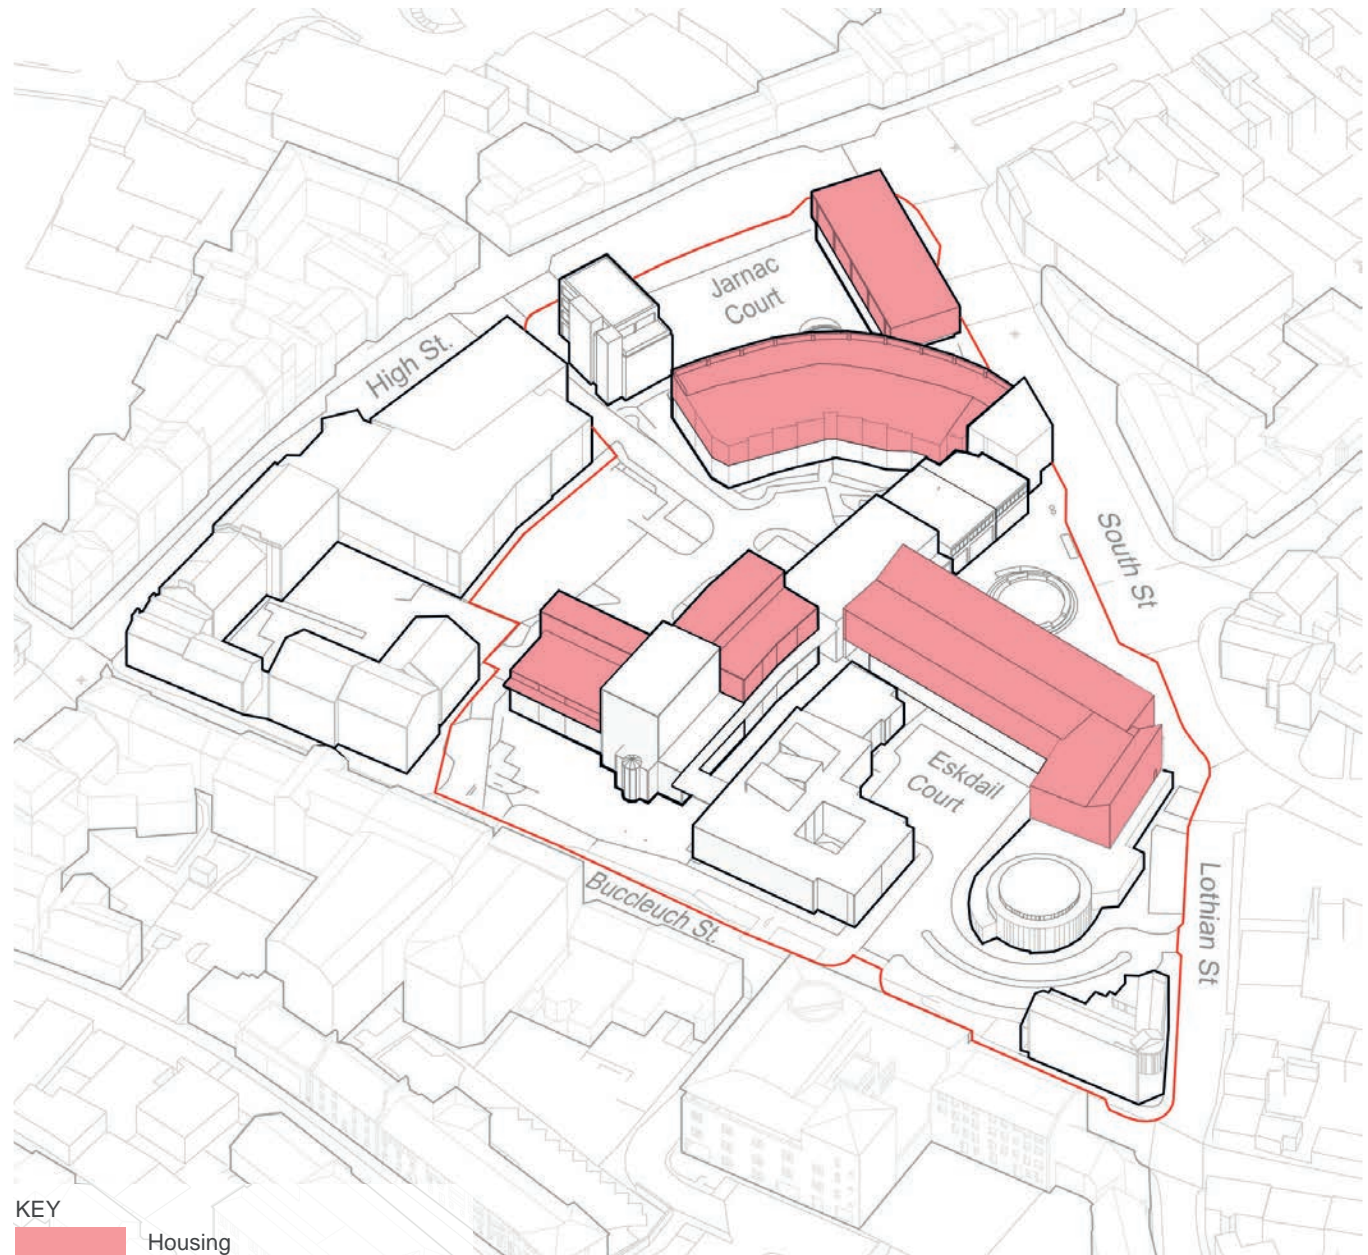 Jarnac
Court
High St.
South St
Eskdail
Court
Buccleuch St.
Lothian St
KEY
Housing